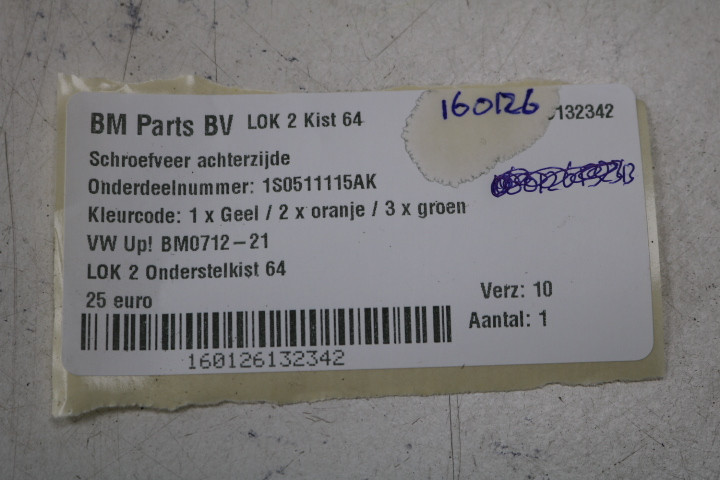 BM Parts BV LOK 2 Kist 64 160126 132342
Schroefveer achterzijde
Onderdeelnummer: 1S0511115AK
Kleurcode: 1 x Geel / 2 x oranje / 3 x groen
VW Up! BM0712-21
LOK 2 Onderstelkist 64
25 euro
Verz: 10
Aantal: 1
160126132342